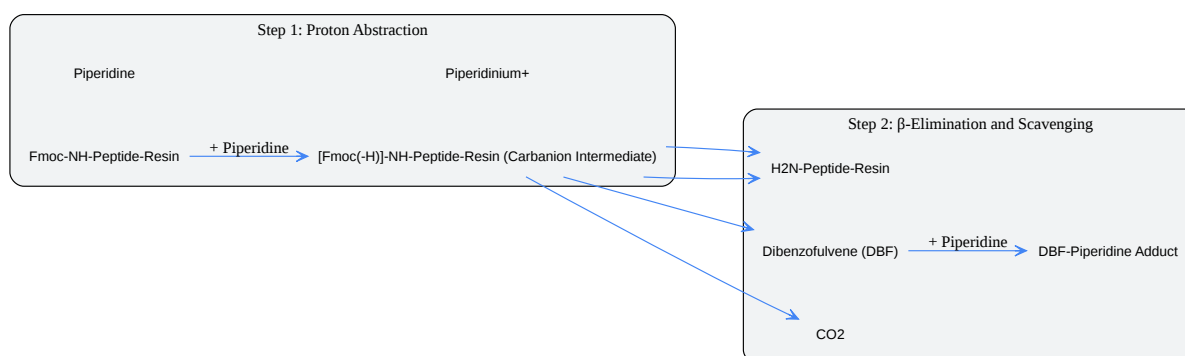 Step 1: Proton Abstraction
Piperidine
Piperidinium+
Fmoc-NH-Peptide-Resin
+ Piperidine
[Fmoc(-H)]-NH-Peptide-Resin (Carbanion Intermediate)
Step 2: β-Elimination and Scavenging
H2N-Peptide-Resin
Dibenzofulvene (DBF)
+ Piperidine
DBF-Piperidine Adduct
CO2